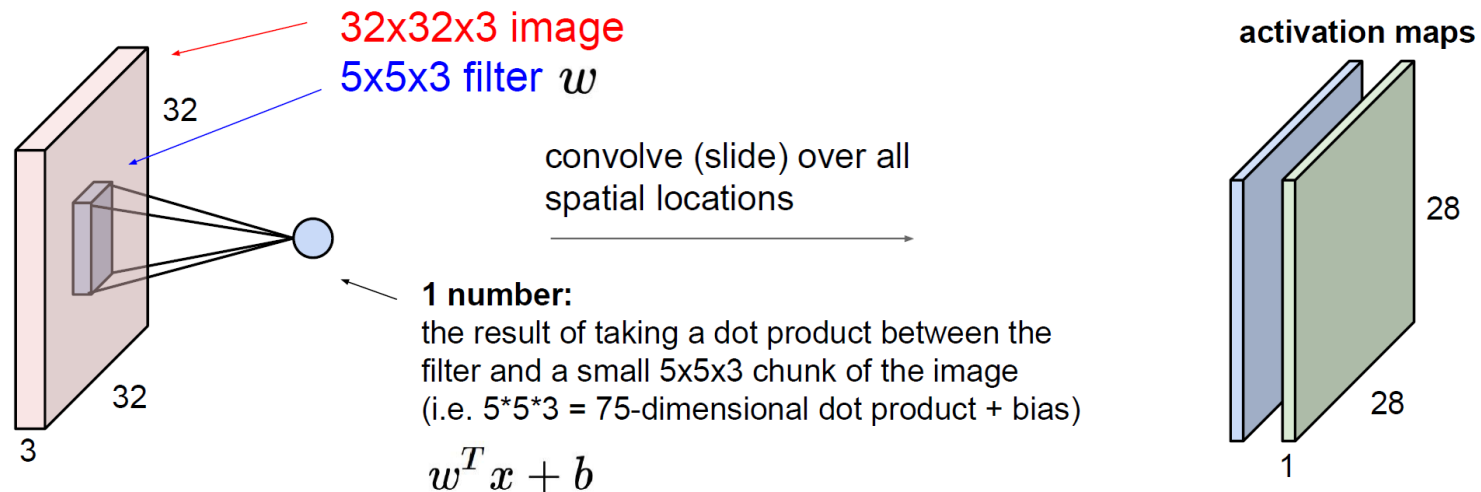 32x32x3 image
5x5x3 filter w
32
32
3
convolve (slide) over all
spatial locations
1 number:
the result of taking a dot product between the
filter and a small 5x5x3 chunk of the image
(i.e. 5*5*3 = 75-dimensional dot product + bias)
w^T x + b
activation maps
28
28
1